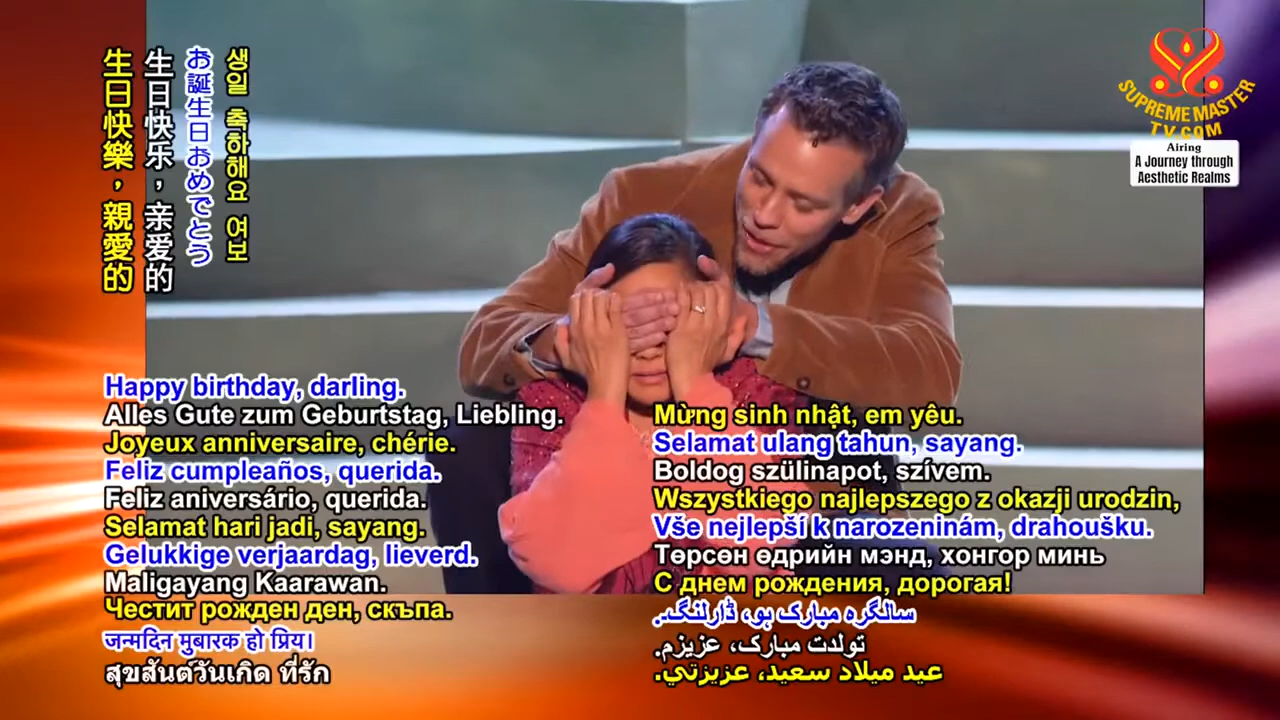 生日快樂，親愛的
生日快乐，亲爱的
お誕生日おめでとう
생일 축하해요 여보
SUPREME MASTER
TV.COM
Airing
A Journey through
Aesthetic Realms
Happy birthday, darling.
Alles Gute zum Geburtstag, Liebling.
Joyeux anniversaire, chérie.
Feliz cumpleaños, querida.
Feliz aniversário, querida.
Selamat hari jadi, sayang.
Gelukkige verjaardag, lieverd.
Maligayang Kaarawan.
Честит рожден ден, скъпа.
जन्मदिन मुबारक हो प्रिय।
สุขสันต์วันเกิด ที่รัก
Mừng sinh nhật, em yêu.
Selamat ulang tahun, sayang.
Boldog szülinapot, szívem.
Wszystkiego najlepszego z okazji urodzin,
Vše nejlepší k narozeninám, drahoušku.
Төрсөн өдрийн мэнд, хонгор минь
С днем рождения, дорогая!
سالگرہ مبارک ہو، ڈارلنگ۔.
تولدت مبارک، عزیزم.
عيد ميلاد سعيد، عزيزتي.